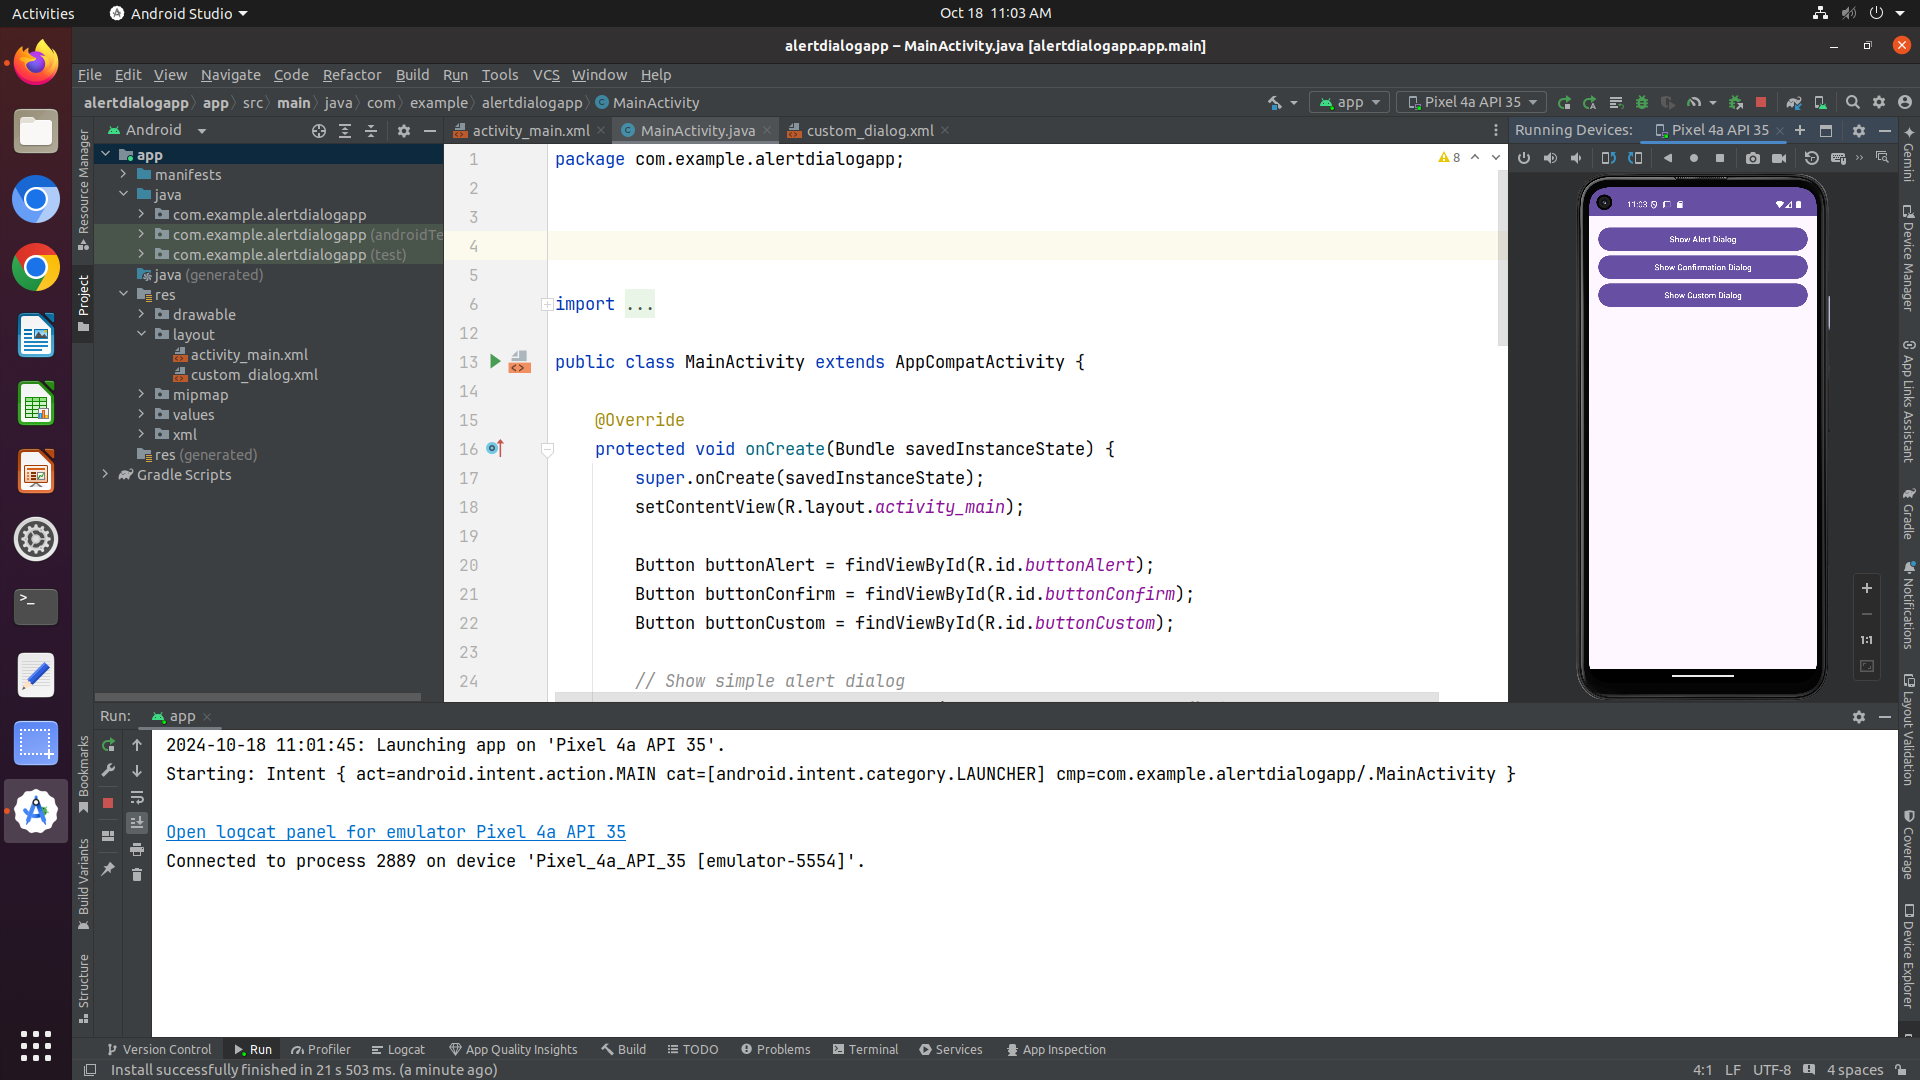 Activities
Android Studio
Oct 18 11:03 AM
alertdialogapp – MainActivity.java [alertdialogapp.app.main]
File Edit View Navigate Code Refactor Build Run Tools VCS Window Help
alertdialogapp app src main java com example alertdialogapp MainActivity
app
Pixel 4a API 35
Android
activity_main.xml
MainActivity.java
custom_dialog.xml
Running Devices:
Pixel 4a API 35
app
manifests
java
com.example.alertdialogapp
com.example.alertdialogapp (androidTe
com.example.alertdialogapp (test)
java (generated)
res
drawable
layout
activity_main.xml
custom_dialog.xml
mipmap
values
xml
res (generated)
Gradle Scripts
Resource Manager
Project
Bookmarks
Build Variants
Structure
8
1 package com.example.alertdialogapp;
2
3
4
5
6 import ...
12
13 public class MainActivity extends AppCompatActivity {
14
15 @Override
16 protected void onCreate(Bundle savedInstanceState) {
17 super.onCreate(savedInstanceState);
18 setContentView(R.layout.activity_main);
19
20 Button buttonAlert = findViewById(R.id.buttonAlert);
21 Button buttonConfirm = findViewById(R.id.buttonConfirm);
22 Button buttonCustom = findViewById(R.id.buttonCustom);
23
24 // Show simple alert dialog
11:03
Show Alert Dialog
Show Confirmation Dialog
Show Custom Dialog
1:1
Gemini
Device Manager
App Links Assistant
Gradle
Notifications
Layout Validation
Coverage
Device Explorer
Run:
app
2024-10-18 11:01:45: Launching app on 'Pixel 4a API 35'.
Starting: Intent { act=android.intent.action.MAIN cat=[android.intent.category.LAUNCHER] cmp=com.example.alertdialogapp/.MainActivity }
Open logcat panel for emulator Pixel 4a API 35
Connected to process 2889 on device 'Pixel_4a_API_35 [emulator-5554]'.
Version Control
Run
Profiler
Logcat
App Quality Insights
Build
TODO
Problems
Terminal
Services
App Inspection
Install successfully finished in 21 s 503 ms. (a minute ago)
4:1 LF UTF-8 4 spaces